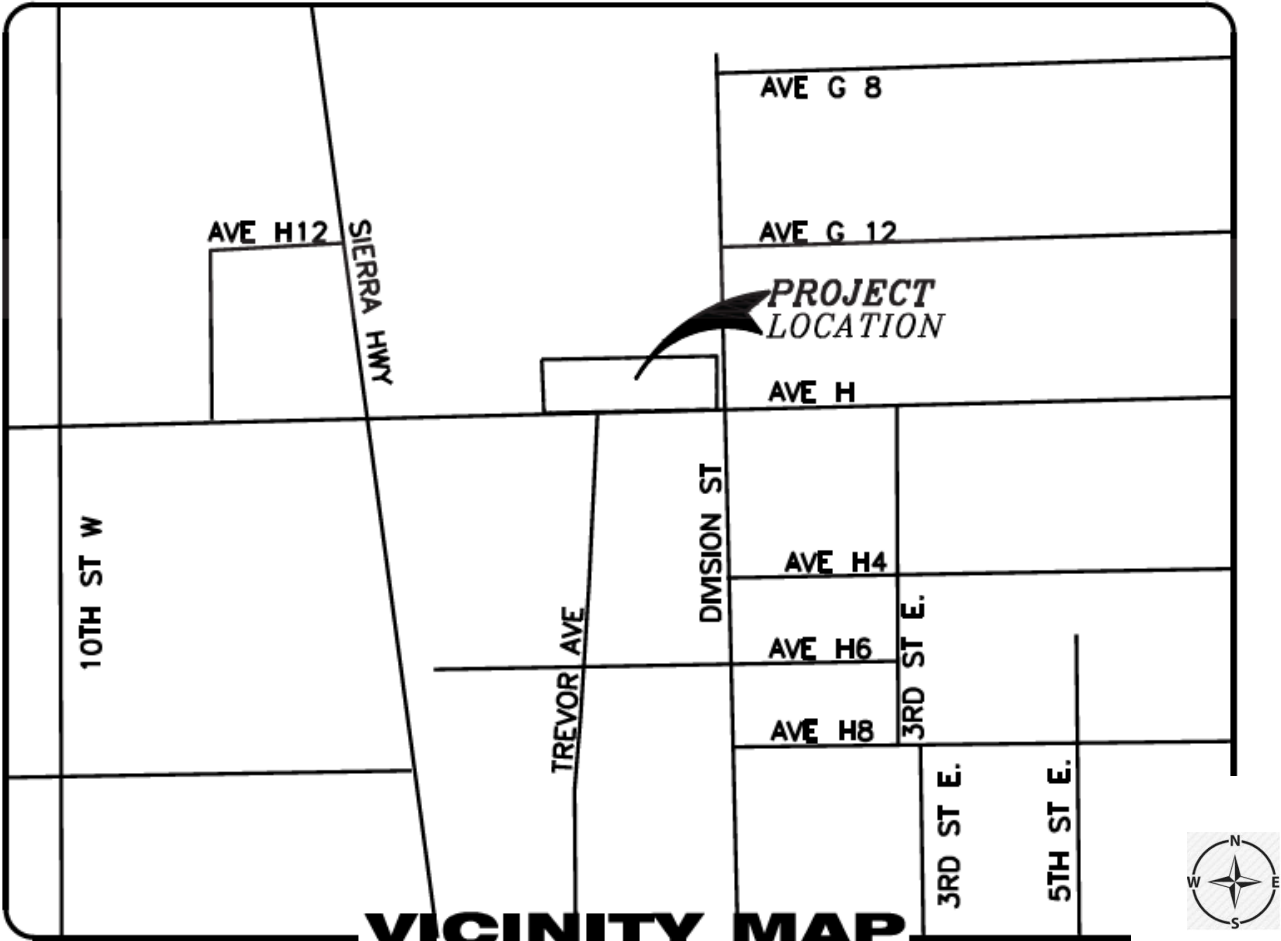 AVE G 8
AVE H12
SIERRA HWY
AVE G 12
PROJECT
LOCATION
AVE H
10TH ST W
DIVISION ST
AVE H4
TREVOR AVE
AVE H6
3RD ST E.
AVE H8
3RD ST E.
5TH ST E.
N
W E
S
VICINITY MAP